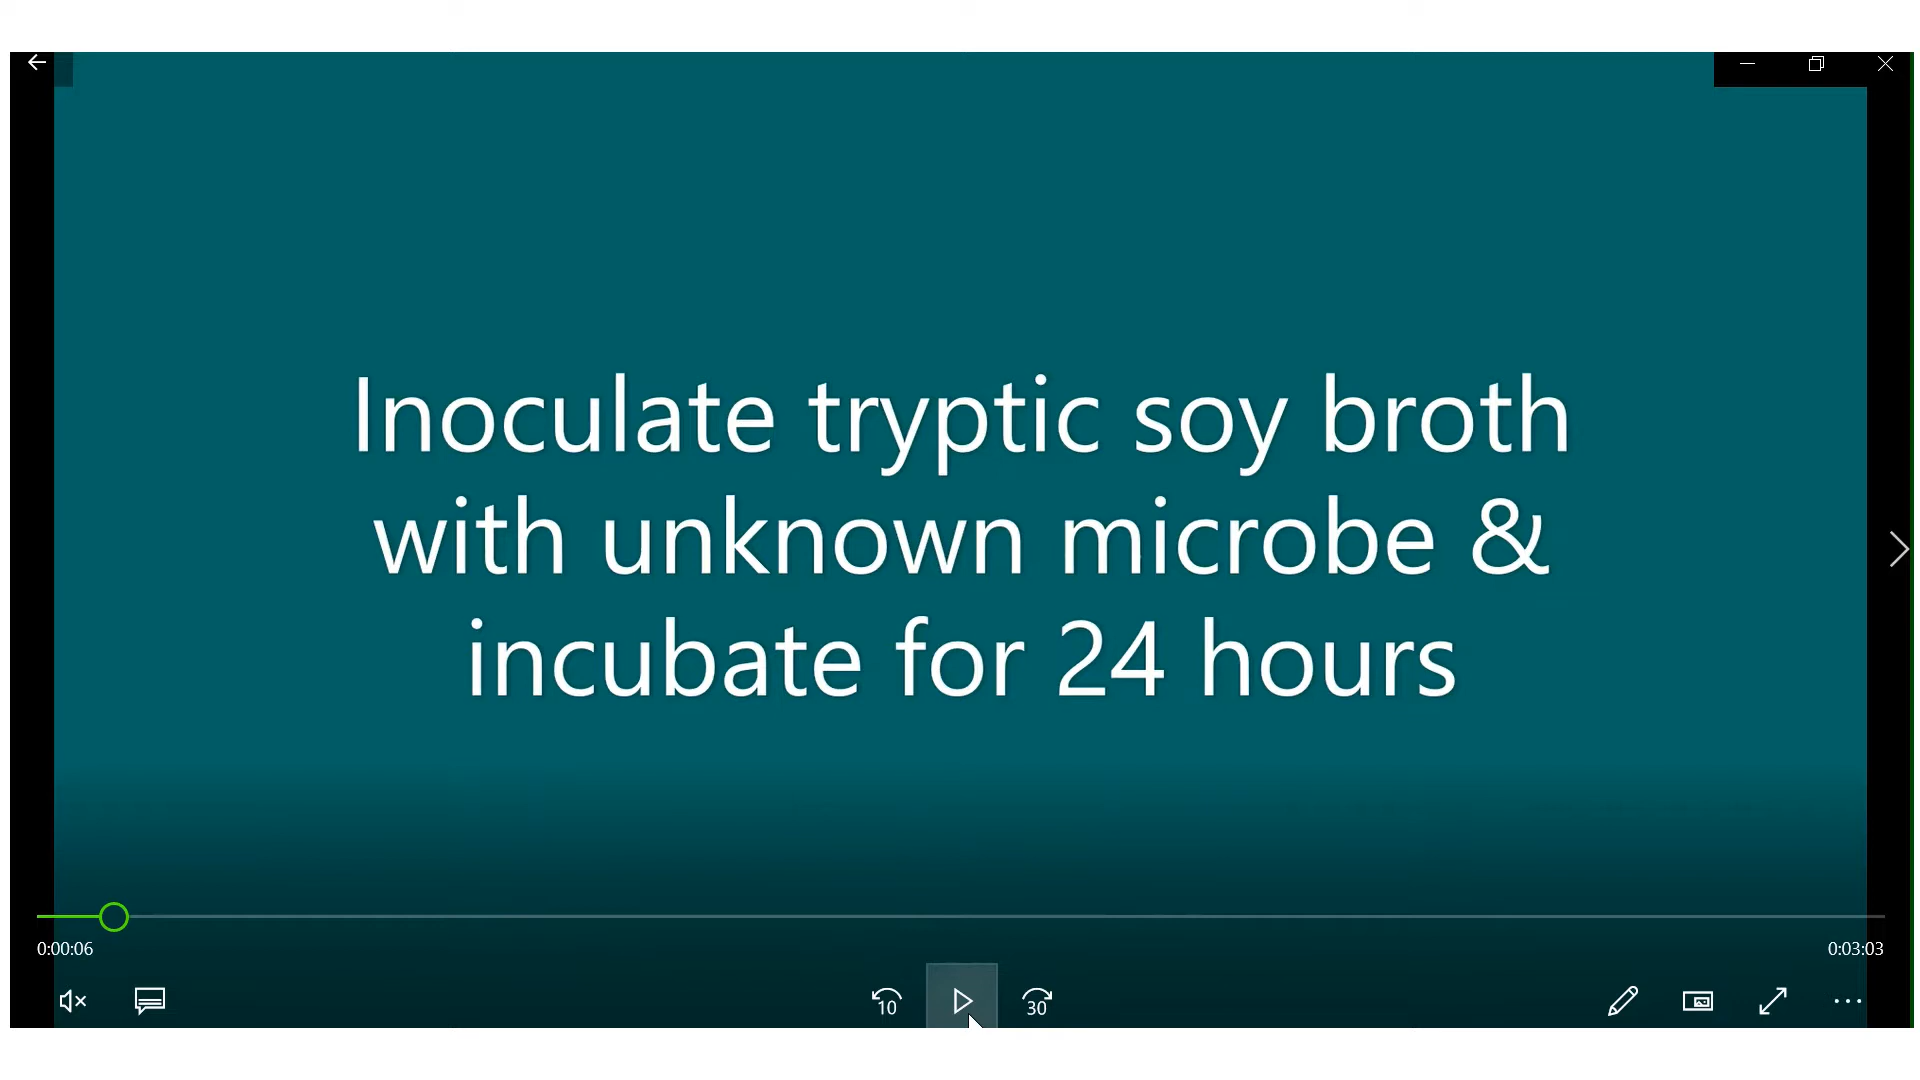 Inoculate tryptic soy broth
with unknown microbe &
incubate for 24 hours
0:00:06
0:03:03
10
30